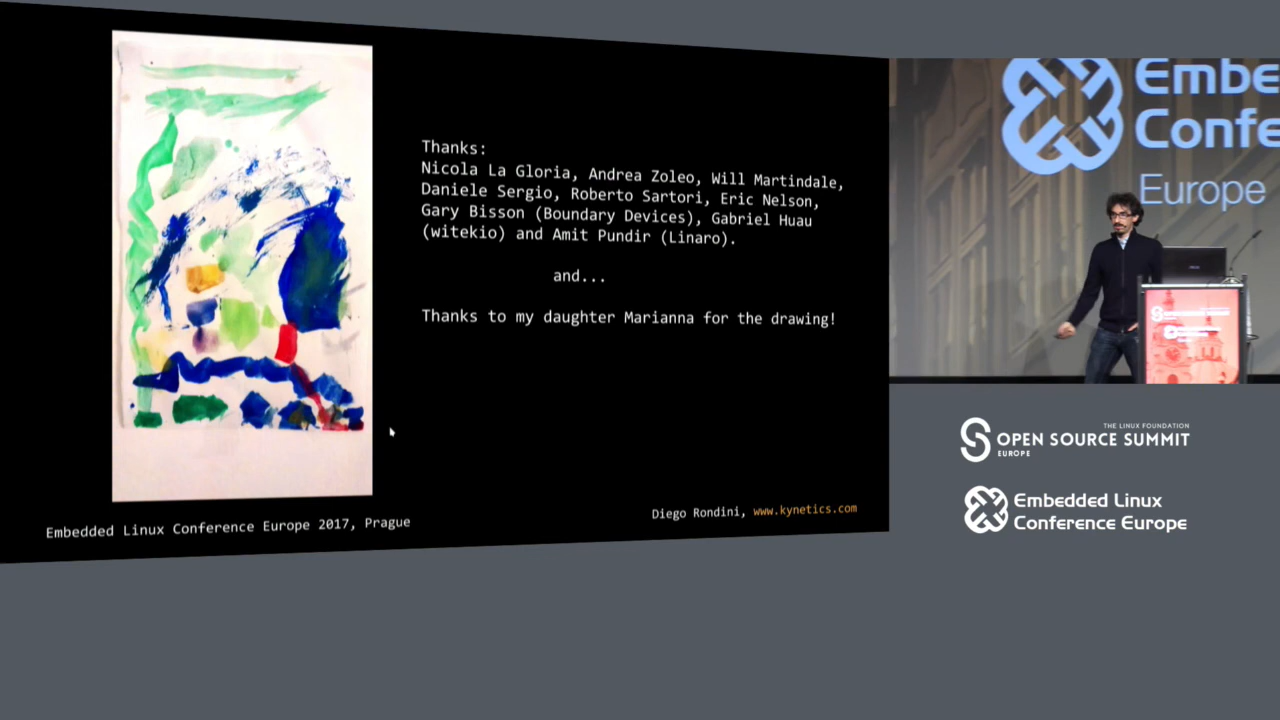 Thanks:
Nicola La Gloria, Andrea Zoleo, Will Martindale,
Daniele Sergio, Roberto Sartori, Eric Nelson,
Gary Bisson (Boundary Devices), Gabriel Huau
(witekio) and Amit Pundir (Linaro).
and...
Thanks to my daughter Marianna for the drawing!
Embedded Linux Conference Europe 2017, Prague
Diego Rondini, www.kynetics.com
Embe
Confe
Europe
THE LINUX FOUNDATION
OPEN SOURCE SUMMIT
EUROPE
Embedded Linux
Conference Europe